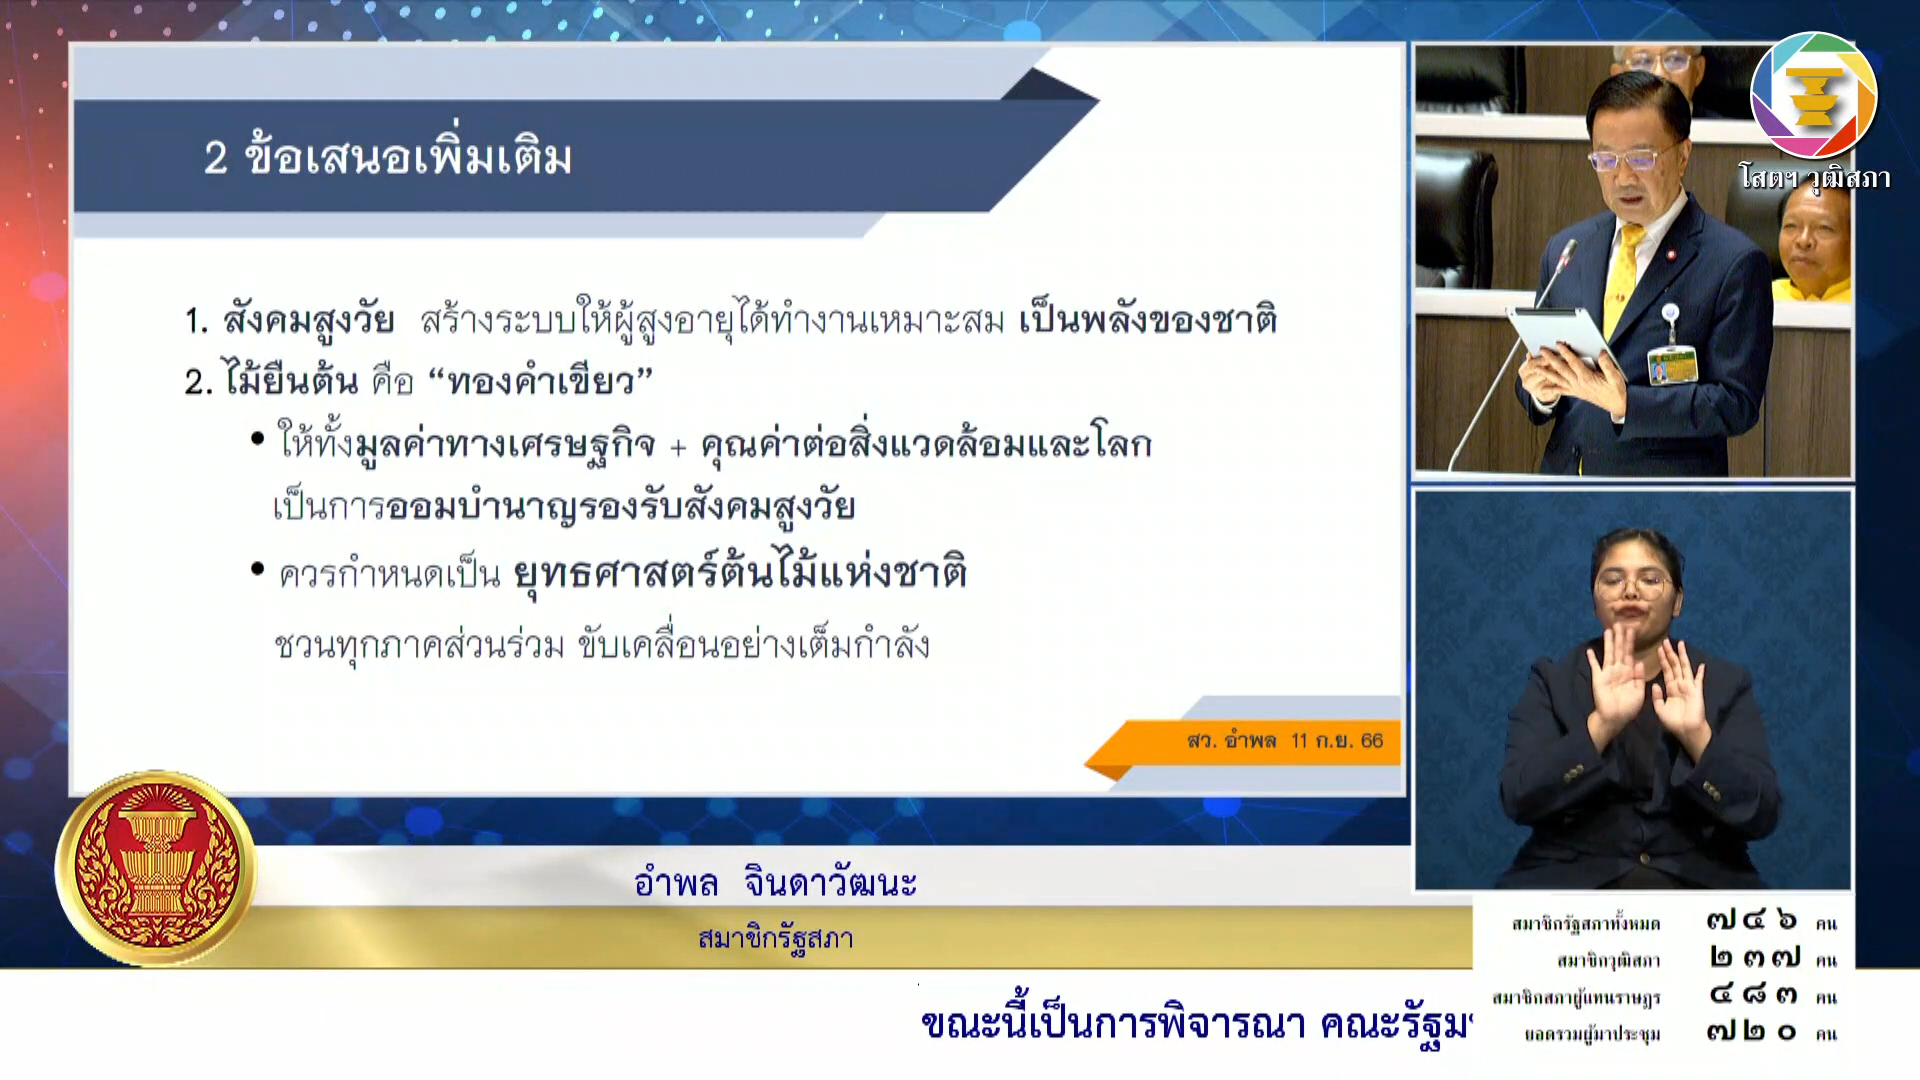 2 ข้อเสนอเพิ่มเติม
1. สังคมสูงวัย สร้างระบบให้ผู้สูงอายุได้ทำงานเหมาะสม เป็นพลังของชาติ
2. ไม้ยืนต้น คือ “ทองคำเขียว”
• ให้ทั้งมูลค่าทางเศรษฐกิจ + คุณค่าต่อสิ่งแวดล้อมและโลก
เป็นการออมบำนาญรองรับสังคมสูงวัย
• ควรกำหนดเป็น ยุทธศาสตร์ต้นไม้แห่งชาติ
ชวนทุกภาคส่วนร่วม ขับเคลื่อนอย่างเต็มกำลัง
สว. อำพล 11 ก.ย. 66
โสตฯ วุฒิสภา
อำพล จินดาวัฒนะ
สมาชิกรัฐสภา
สมาชิกรัฐสภาทั้งหมด ๗๔๖ คน
สมาชิกวุฒิสภา ๒๓๗ คน
สมาชิกสภาผู้แทนราษฎร ๔๘๓ คน
ยอดรวมผู้มาประชุม ๗๒๐ คน
ขณะนี้เป็นการพิจารณา คณะรัฐม